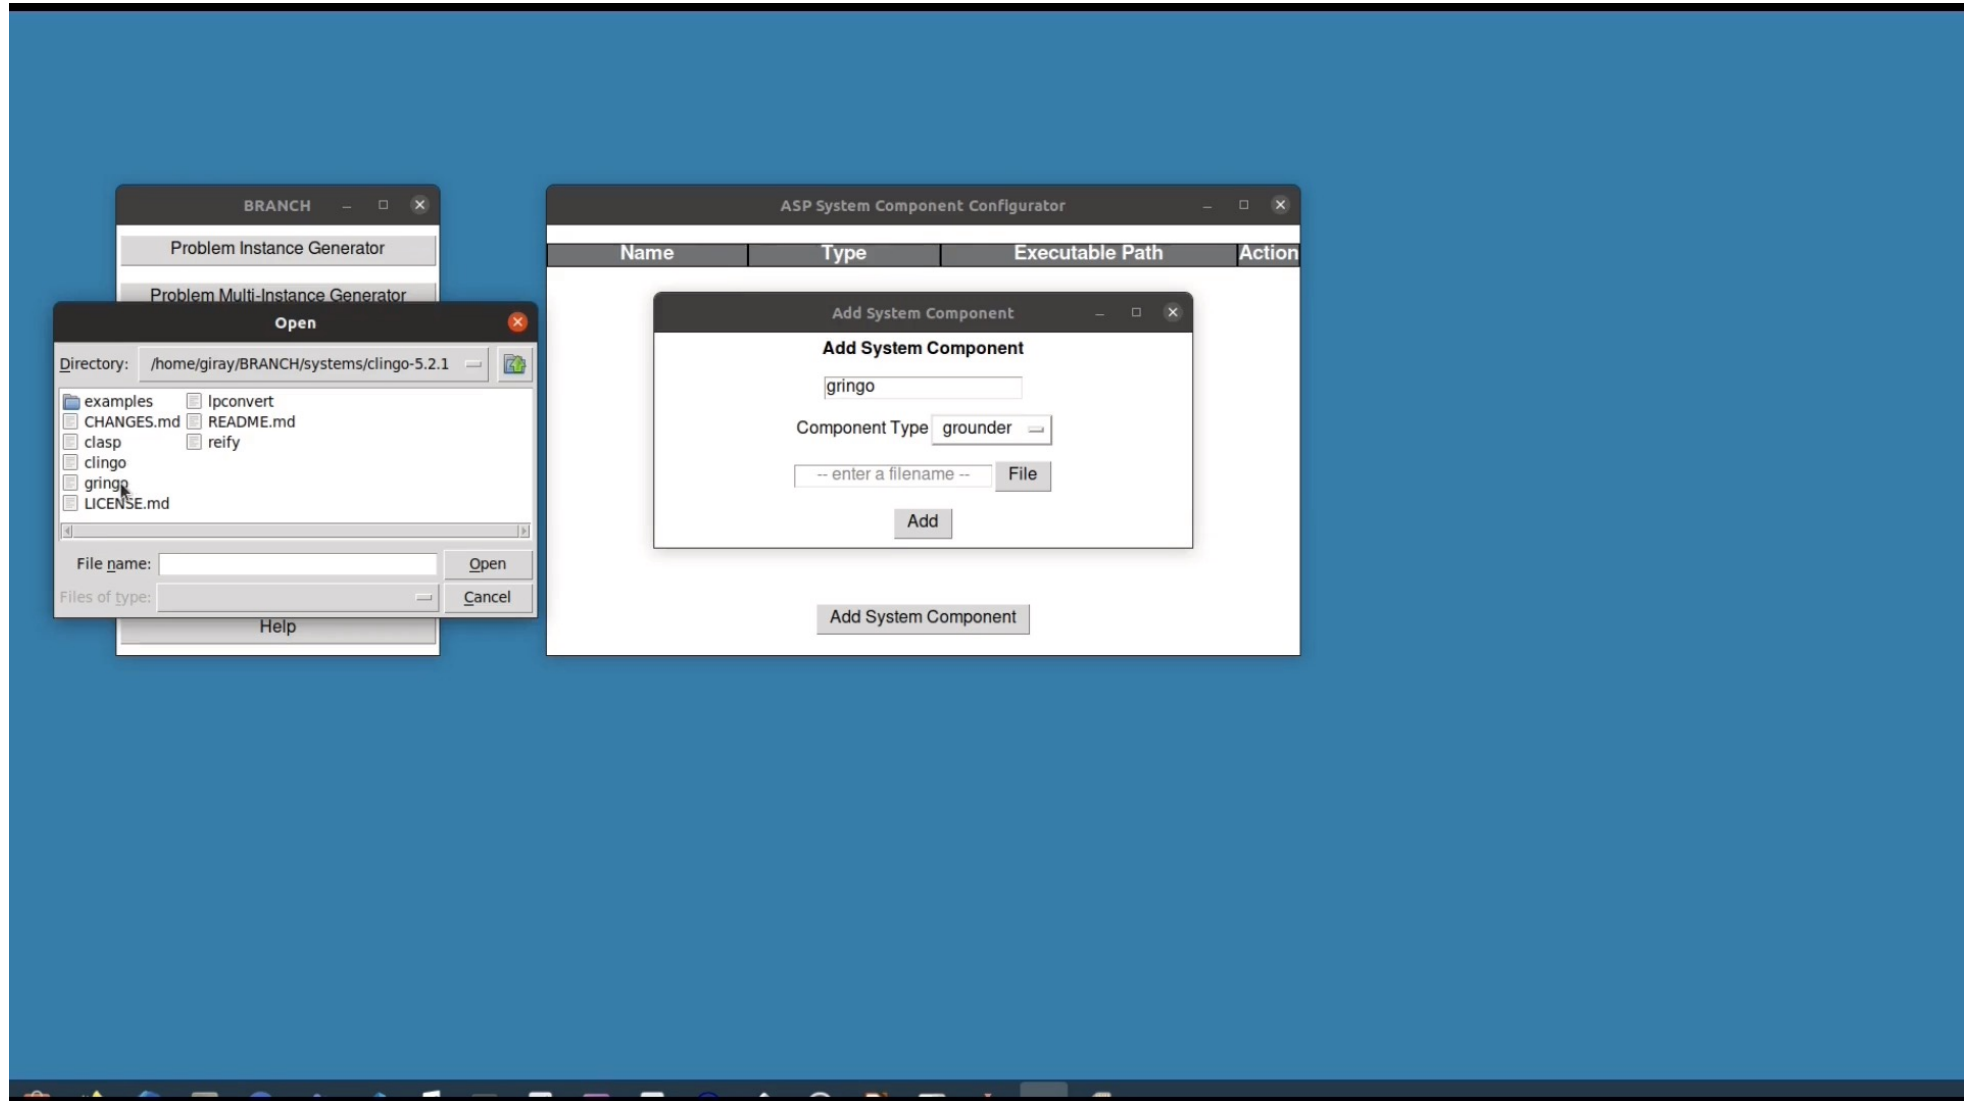 BRANCH
Problem Instance Generator
Problem Multi-Instance Generator
Open
Directory: /home/giray/BRANCH/systems/clingo-5.2.1
examples
CHANGES.md
clasp
clingo
gringo
LICENSE.md
lpconvert
README.md
reify
File name:
Open
Files of type:
Cancel
Help
ASP System Component Configurator
Name Type Executable Path Action
Add System Component
Add System Component
gringo
Component Type grounder
-- enter a filename -- File
Add
Add System Component